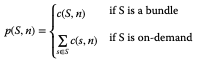 p(S, N) = { c(S, N) if S is a bundle
∑ s∈S c(s, n) if S is on-demand